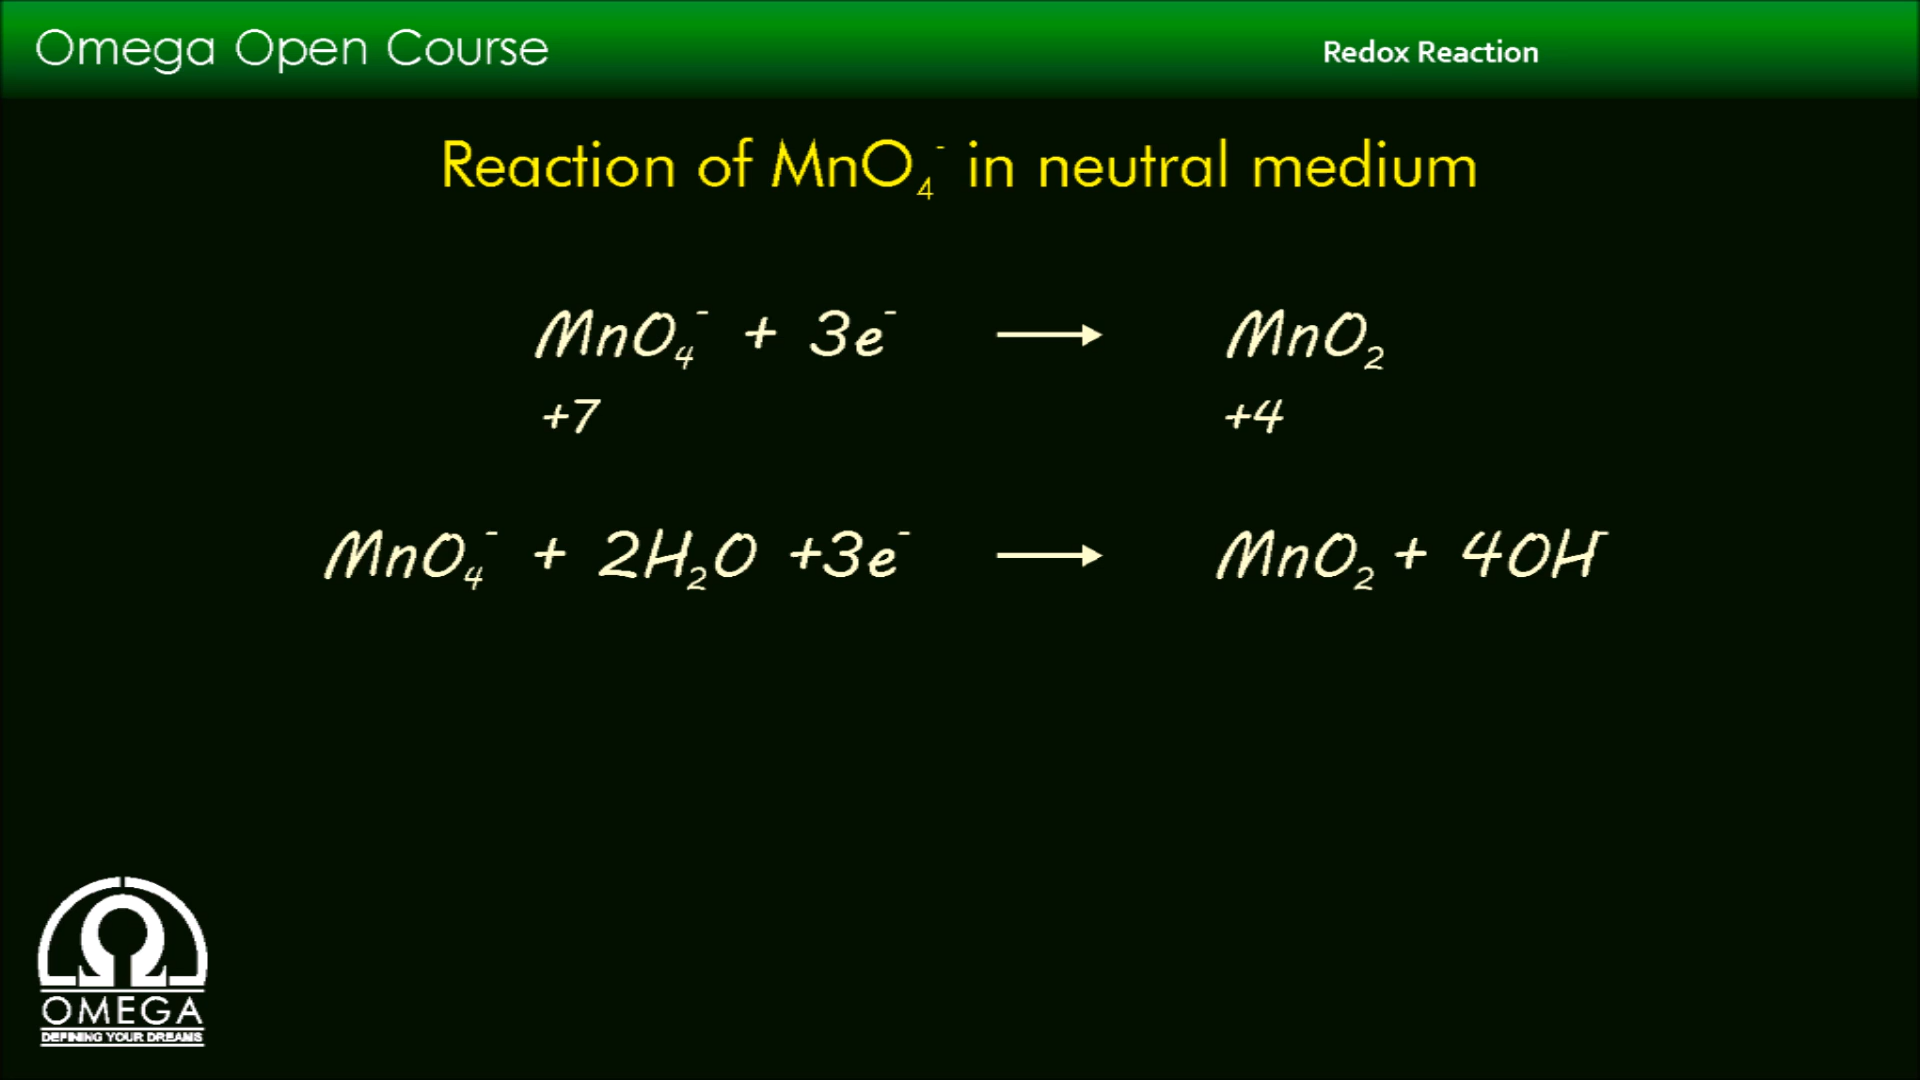 Omega Open Course
Redox Reaction
Reaction of MnO₄⁻ in neutral medium
MnO₄⁻ + 3e⁻ ⟶ MnO₂
+7 +4
MnO₄⁻ + 2H₂O +3e⁻ ⟶ MnO₂ + 4OH⁻
OMEGA
DEFINING YOUR DREAMS